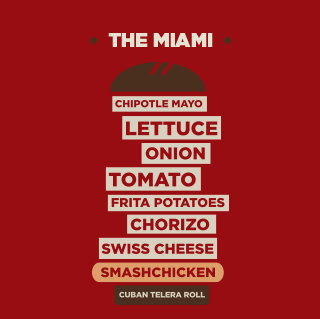 THE MIAMI
CHIPOTLE MAYO
LETTUCE
ONION
TOMATO
FRITA POTATOES
CHORIZO
SWISS CHEESE
SMASHCHICKEN
CUBAN TELERA ROLL